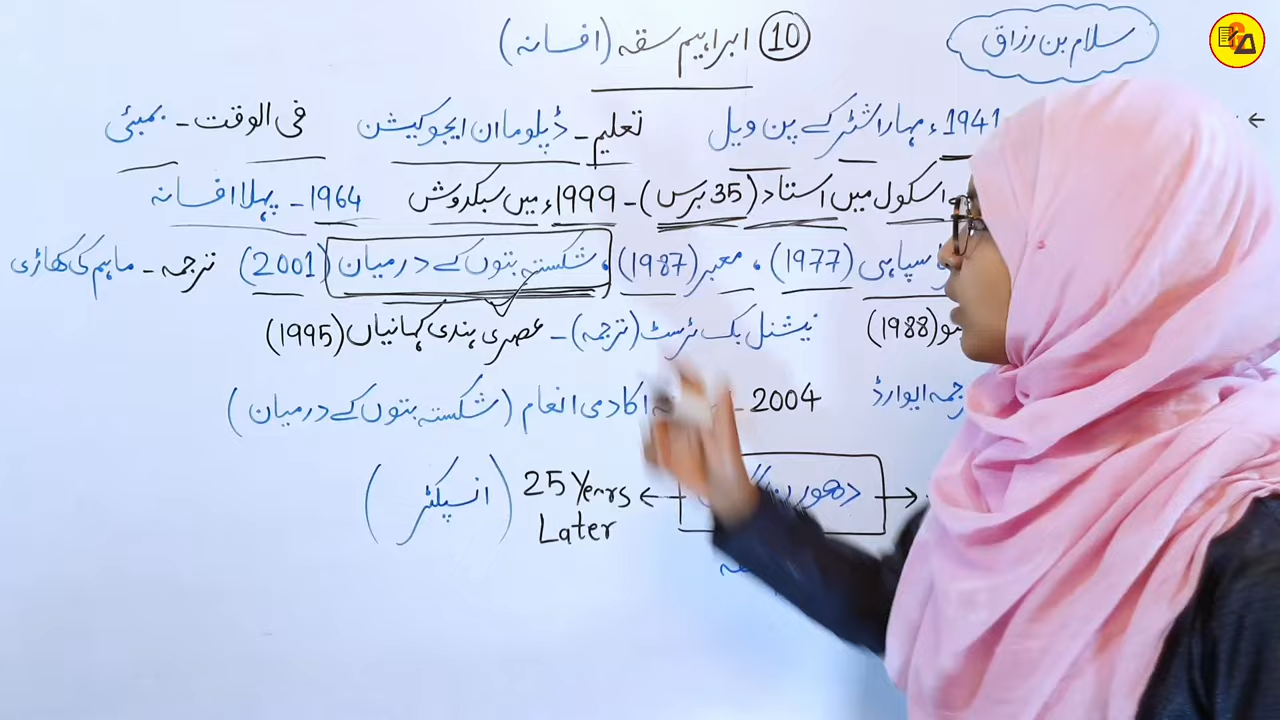 سلام بن رزاق
10 ابراہیم سقہ (افسانہ)
1941ء مہاراشٹر کے پن ویل تعلیم - ڈپلوما ان ایجوکیشن فی الوقت - بمبئی
اسکول میں استاد (35 برس) - 1999ء میں سبکدوش 1964 - پہلا افسانہ
سپاہی (1977)، معبر (1987)، شکستہ بتوں کے درمیان (2001) ترجمہ - ماہم کی کھاڑی
(1988) نیشنل بک ٹرسٹ (ترجمہ) - عصری ہندی کہانیاں (1995)
ایوارڈ 2004 - اکادمی انعام (شکستہ بتوں کے درمیان)
25 Years Later (انسپکٹر)